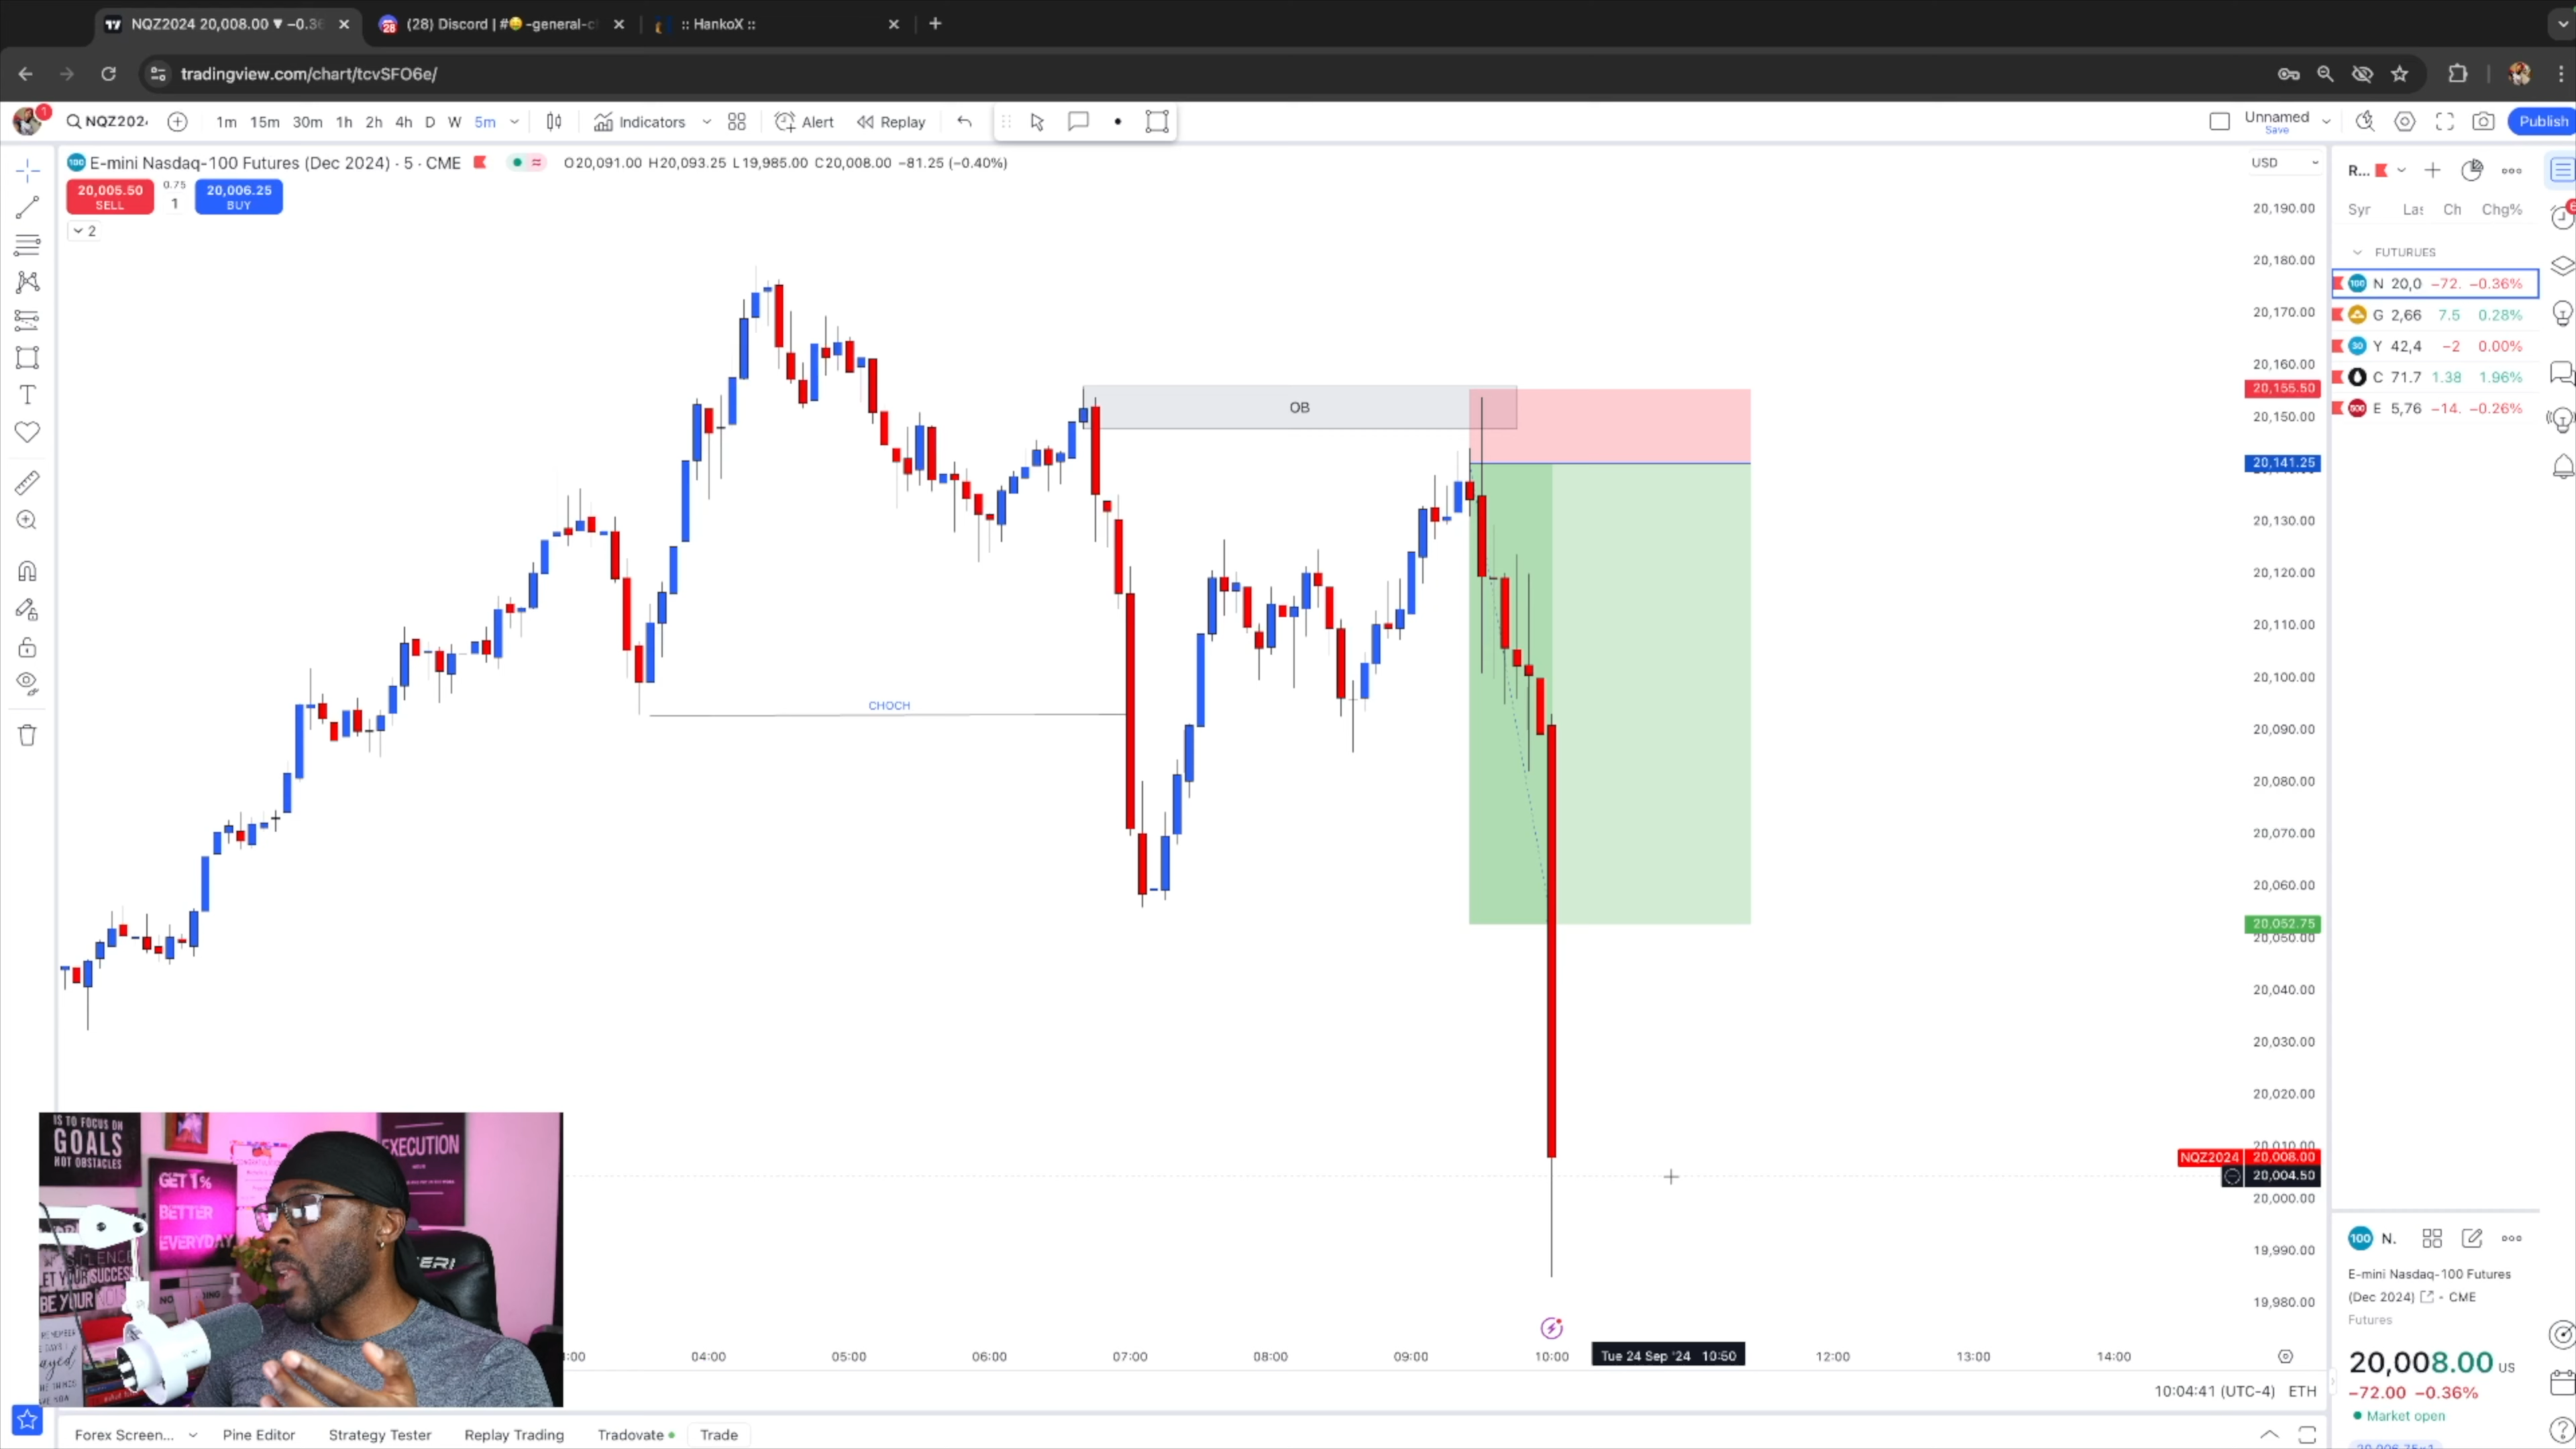 NQZ2024 20,008.00 ▼ −0.36
(28) Discord | #😄-general-c
:: HankoX ::
tradingview.com/chart/tcvSFO6e/
1
NQZ202
1m 15m 30m 1h 2h 4h D W 5m
Indicators
Alert
Replay
Unnamed
Save
Publish
E-mini Nasdaq-100 Futures (Dec 2024) · 5 · CME
O20,091.00 H20,093.25 L19,985.00 C20,008.00 −81.25 (−0.40%)
20,005.50
SELL
0.75
1
20,006.25
BUY
2
USD
20,190.00
20,180.00
20,170.00
20,160.00
20,155.50
20,150.00
20,141.25
20,130.00
20,120.00
20,110.00
20,100.00
20,090.00
20,080.00
20,070.00
20,060.00
20,052.75
20,050.00
20,040.00
20,030.00
20,020.00
20,010.00
NQZ2024 20,008.00
20,004.50
20,000.00
19,990.00
19,980.00
OB
CHOCH
R...
Syr Las Ch Chg%
FUTURUES
100 N 20,0 −72. −0.36%
G 2,66 7.5 0.28%
30 Y 42,4 −2 0.00%
C 71.7 1.38 1.96%
500 E 5,76 −14. −0.26%
100 N.
E-mini Nasdaq-100 Futures
(Dec 2024) - CME
Futures
20,008.00 US
−72.00 −0.36%
Market open
IS TO FOCUS ON
GOALS
NOT OBSTACLES
EXECUTION
GET 1%
BETTER
EVERYDAY
SILENCE
LET YOUR SUCCESS
BE YOUR
04:00 05:00 06:00 07:00 08:00 09:00 10:00 Tue 24 Sep '24 10:50 12:00 13:00 14:00
10:04:41 (UTC-4) ETH
Forex Screen... Pine Editor Strategy Tester Replay Trading Tradovate Trade